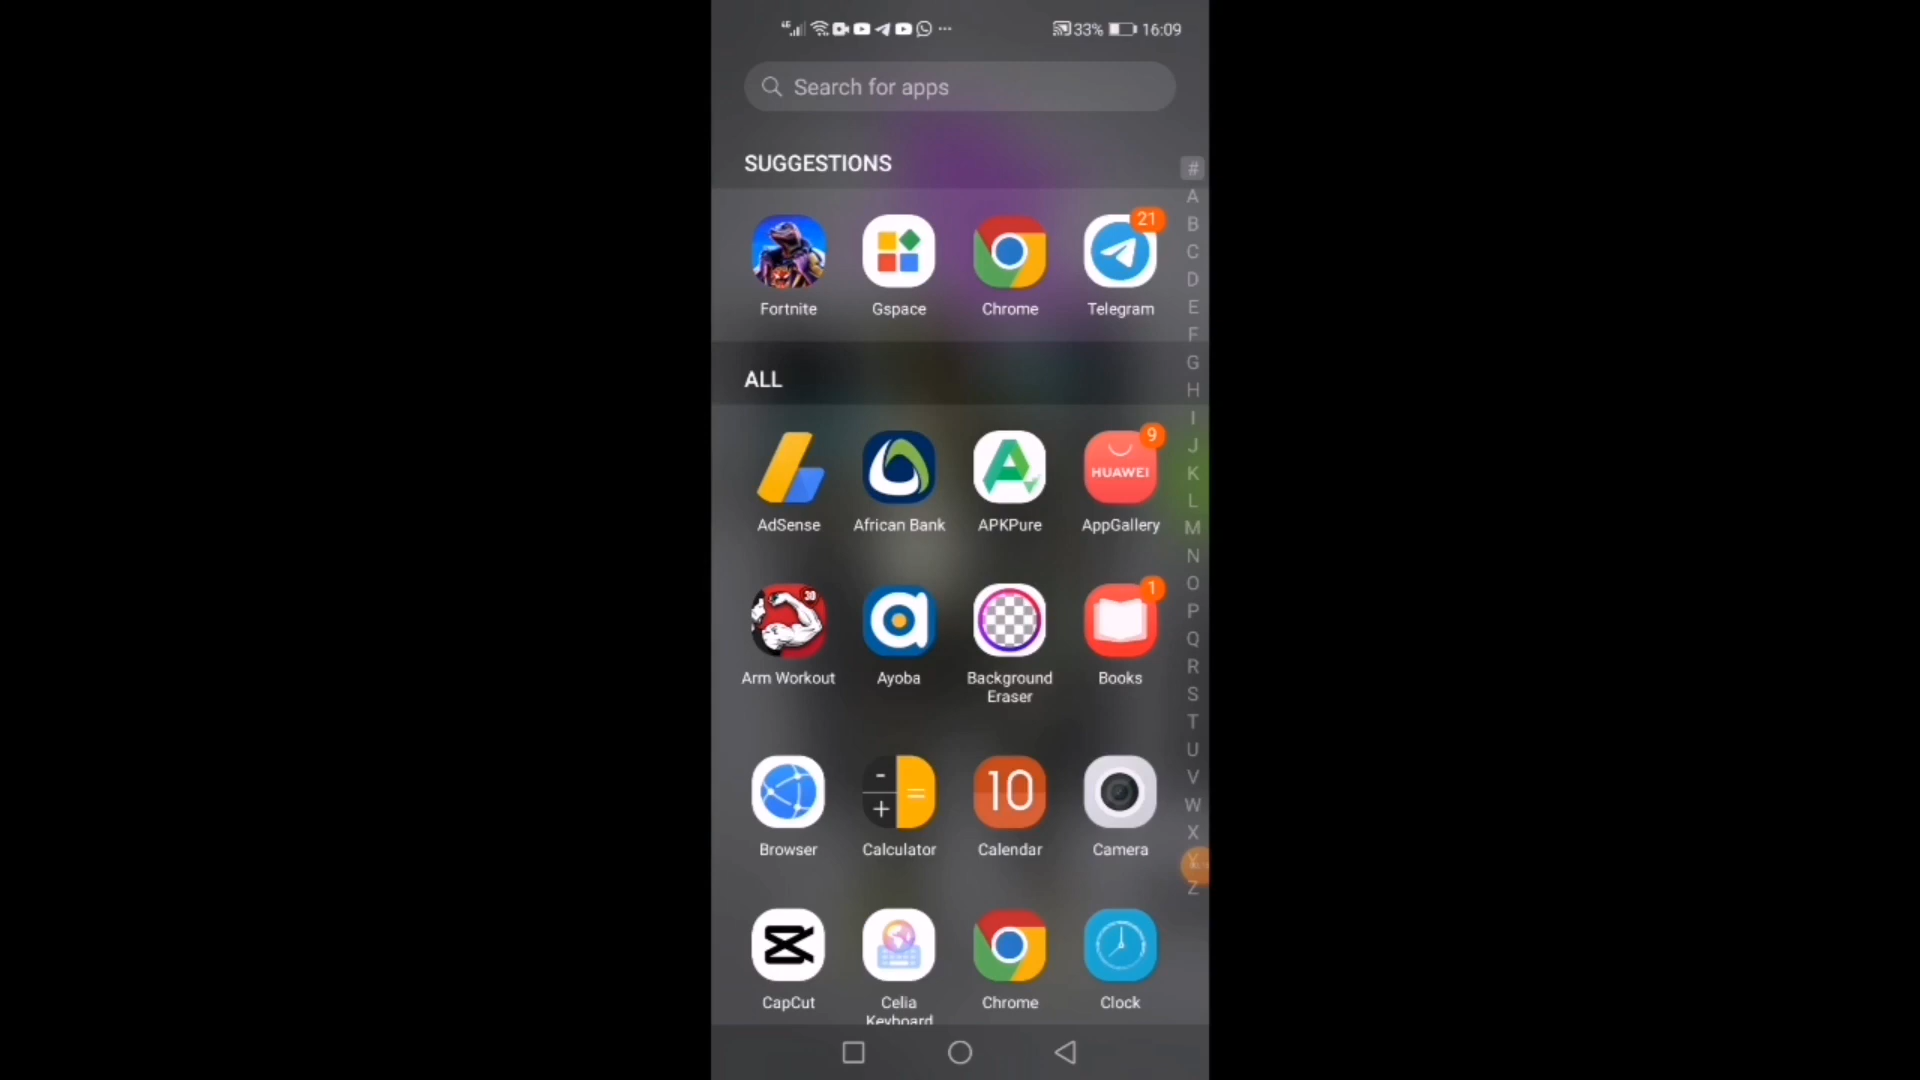 33% 16:09
Search for apps
SUGGESTIONS
21
Fortnite Gspace Chrome Telegram
ALL
9
HUAWEI
AdSense African Bank APKPure AppGallery
30
1
Arm Workout Ayoba Background Eraser Books
- + = 10
Browser Calculator Calendar Camera
CapCut Celia Keyboard Chrome Clock
#
A
B
C
D
E
F
G
H
I
J
K
L
M
N
O
P
Q
R
S
T
U
V
W
X
Y
Z